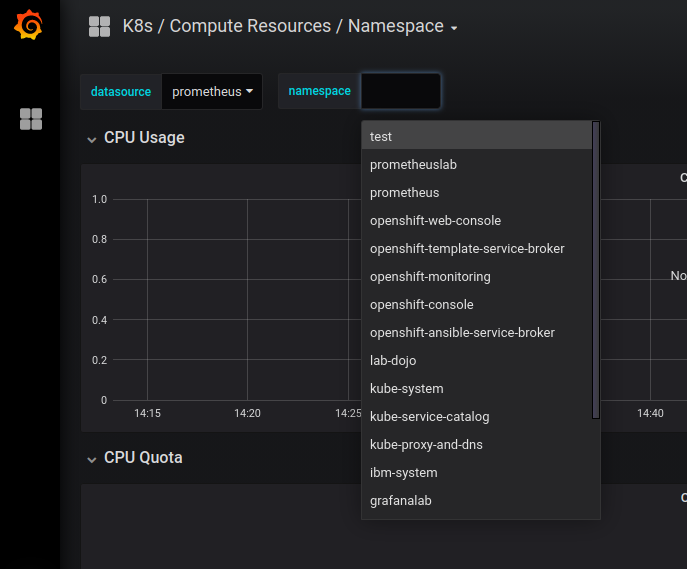 K8s / Compute Resources / Namespace
datasource prometheus namespace
CPU Usage
test
prometheuslab
prometheus
openshift-web-console
openshift-template-service-broker
openshift-monitoring
openshift-console
openshift-ansible-service-broker
lab-dojo
kube-system
kube-service-catalog
kube-proxy-and-dns
ibm-system
grafanalab
C
1.0
0.8
No
0.6
0.4
0.2
0
14:15 14:20 14:25 14:40
CPU Quota
C